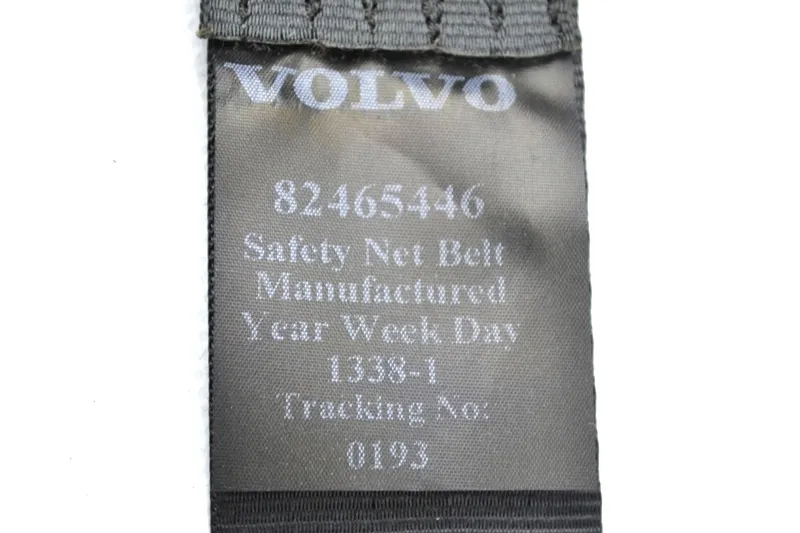 VOLVO
82465446
Safety Net Belt
Manufactured
Year Week Day
1338-1
Tracking No:
0193